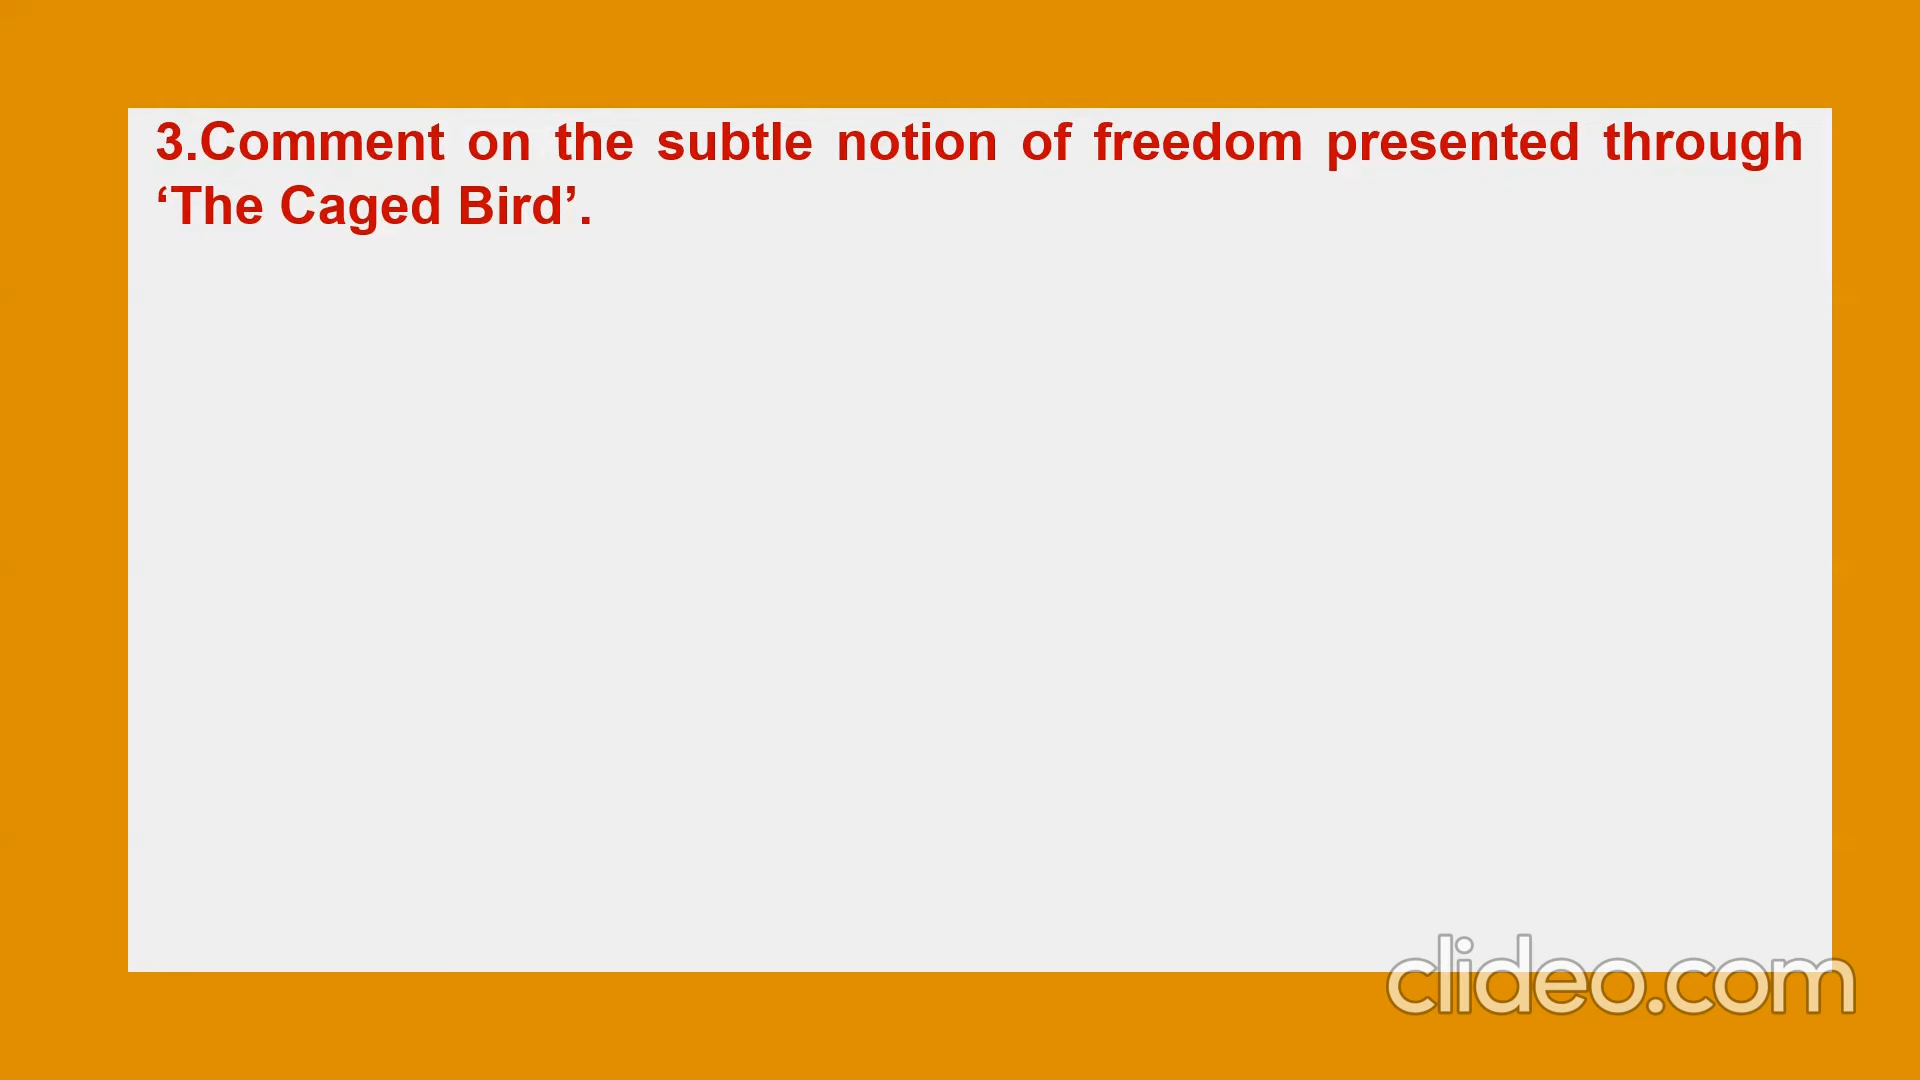 3.Comment on the subtle notion of freedom presented through
‘The Caged Bird’.
clideo.com